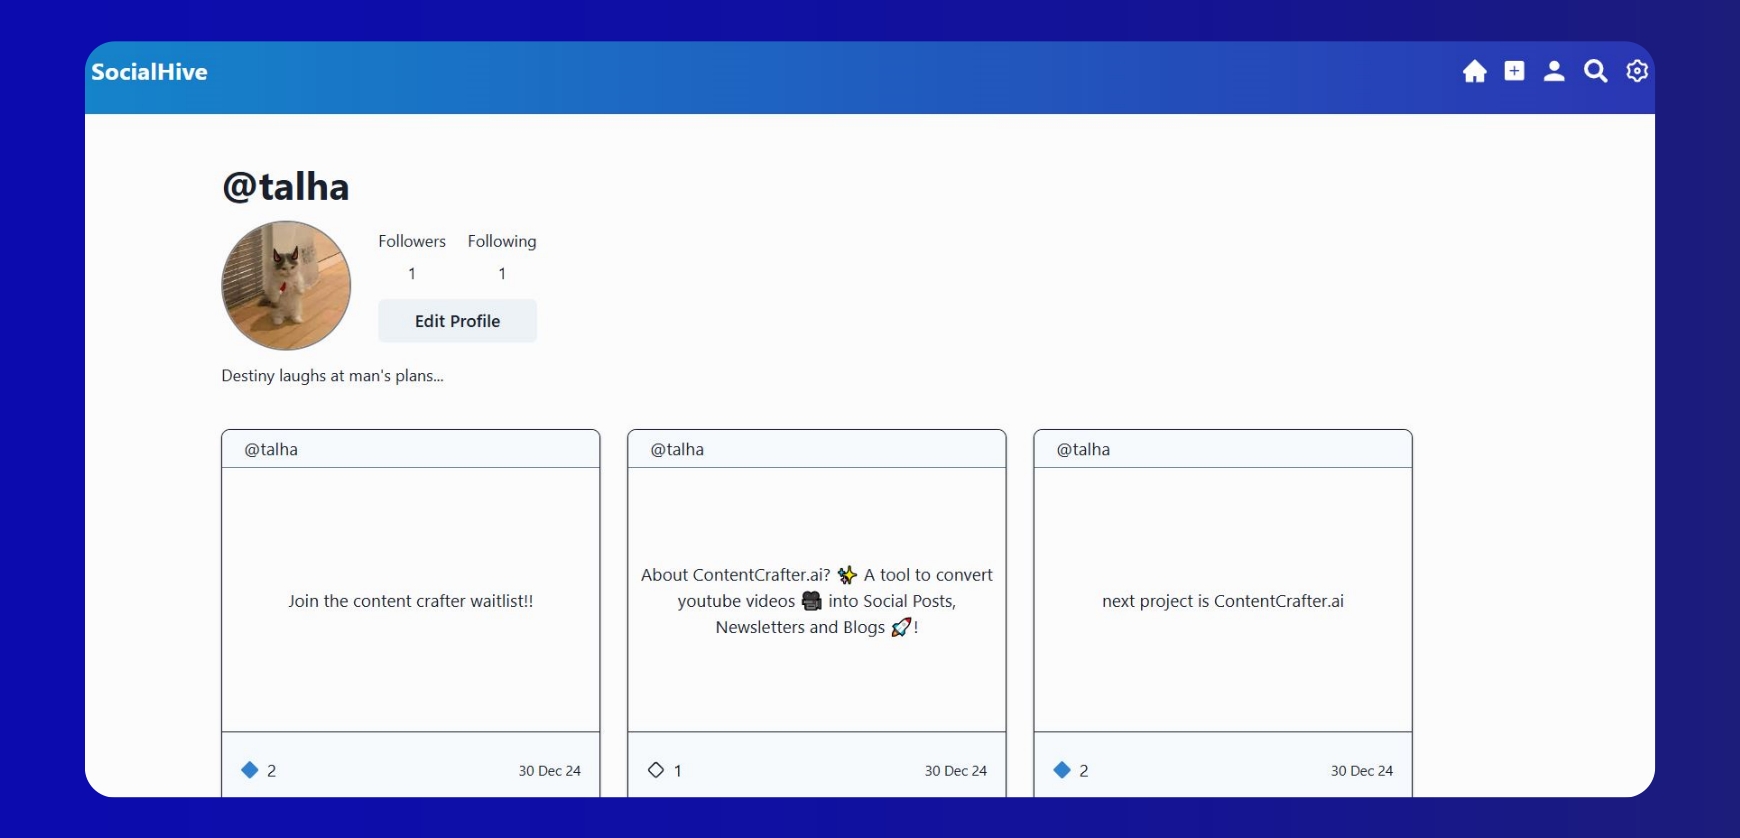 SocialHive
@talha
Followers Following
1 1
Edit Profile
Destiny laughs at man's plans...
@talha
Join the content crafter waitlist!!
2 30 Dec 24
@talha
About ContentCrafter.ai? ✨ A tool to convert
youtube videos 🎥 into Social Posts,
Newsletters and Blogs 🚀!
1 30 Dec 24
@talha
next project is ContentCrafter.ai
2 30 Dec 24